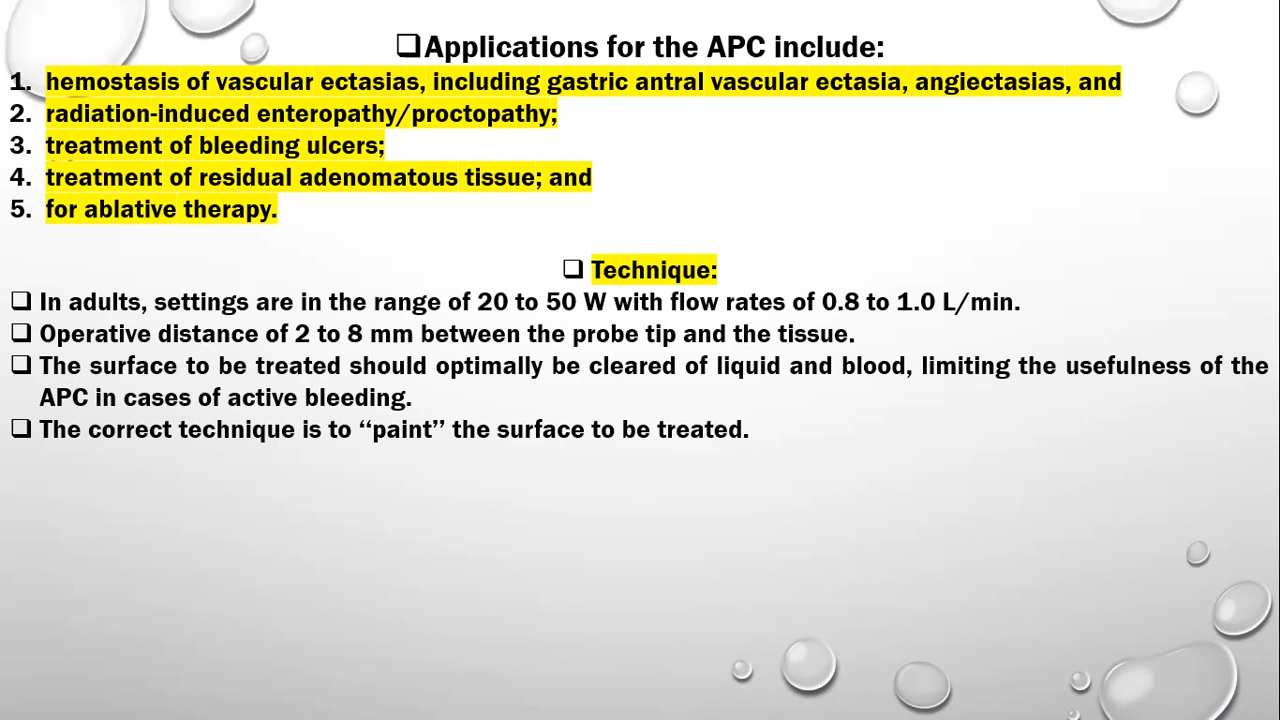 ❑Applications for the APC include:
1. hemostasis of vascular ectasias, including gastric antral vascular ectasia, angiectasias, and
2. radiation-induced enteropathy/proctopathy;
3. treatment of bleeding ulcers;
4. treatment of residual adenomatous tissue; and
5. for ablative therapy.
❑ Technique:
❑ In adults, settings are in the range of 20 to 50 W with flow rates of 0.8 to 1.0 L/min.
❑ Operative distance of 2 to 8 mm between the probe tip and the tissue.
❑ The surface to be treated should optimally be cleared of liquid and blood, limiting the usefulness of the
APC in cases of active bleeding.
❑ The correct technique is to ‘‘paint’’ the surface to be treated.